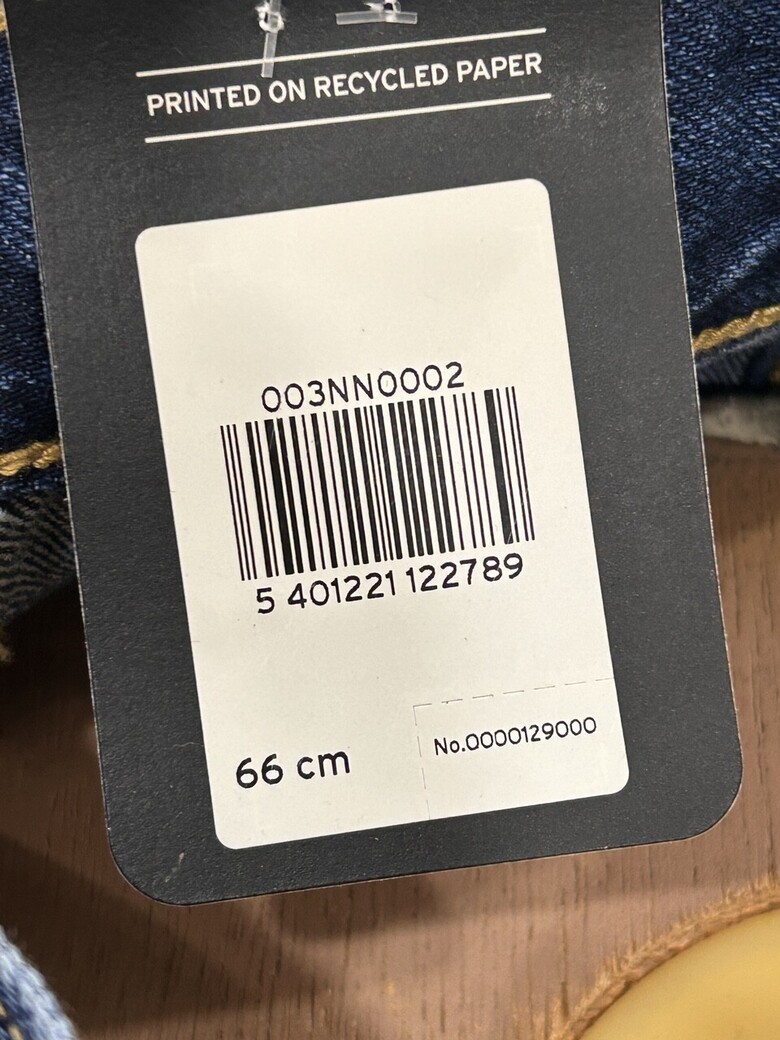 PRINTED ON RECYCLED PAPER
003NN0002
5 401221 122789
66 cm
No.0000129000